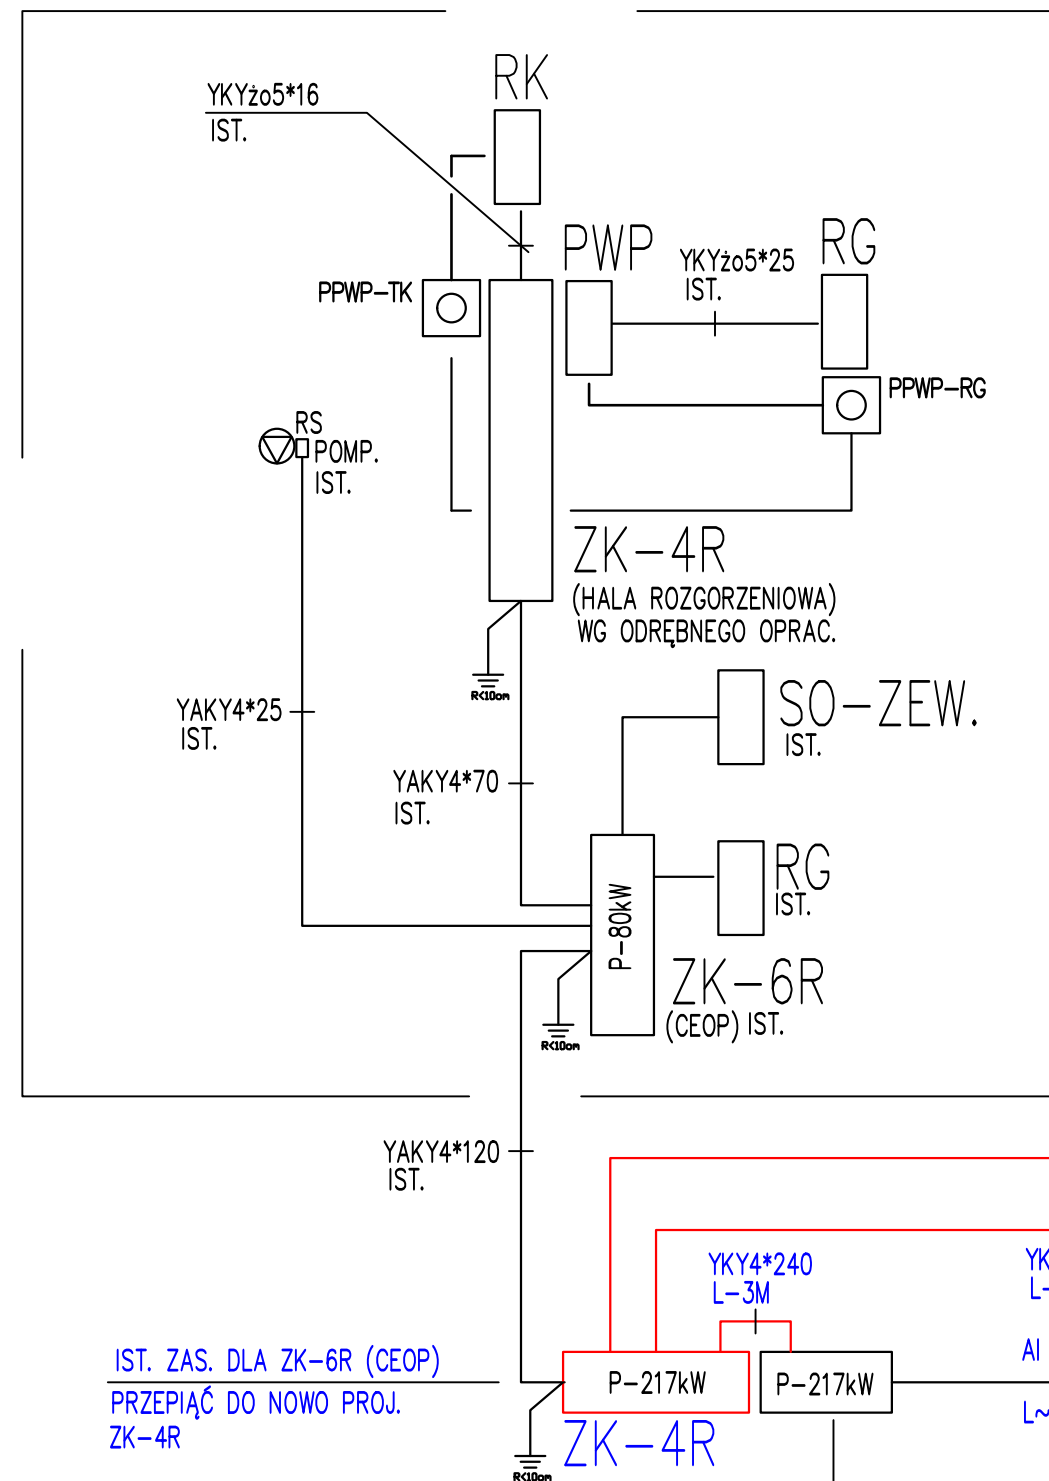 RK
YKYżo5*16
IST.
PWP
YKYżo5*25
IST.
RG
PPWP-TK
PPWP-RG
RS
POMP.
IST.
ZK-4R
(HALA ROZGORZENIOWA)
WG ODRĘBNEGO OPRAC.
R<10om
YAKY4*25
IST.
SO-ZEW.
IST.
YAKY4*70
IST.
P-80kW
RG
IST.
ZK-6R
(CEOP) IST.
R<10om
YAKY4*120
IST.
YKY4*240
L-3M
YK
L-
IST. ZAS. DLA ZK-6R (CEOP)
PRZEPIĄĆ DO NOWO PROJ.
ZK-4R
P-217kW
P-217kW
Al
L~
ZK-4R
R<10om